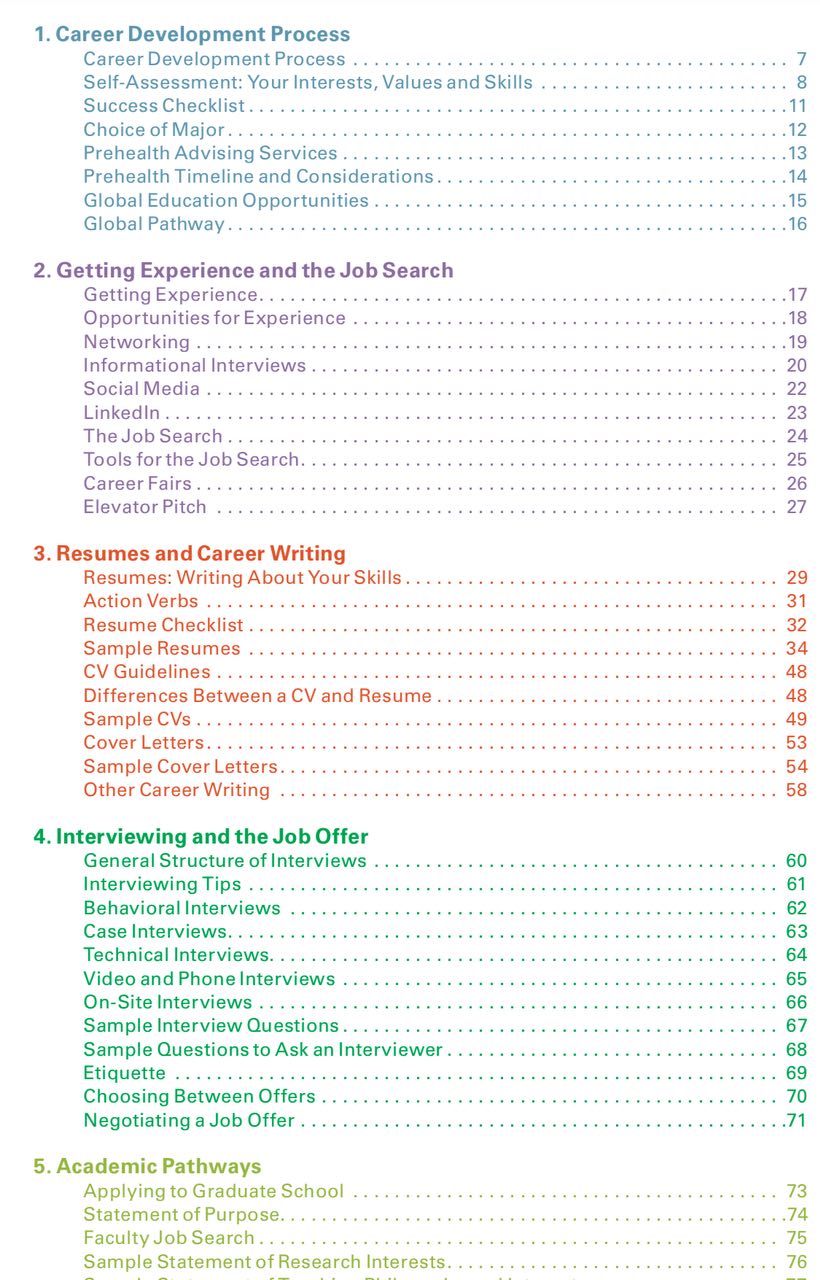 1. Career Development Process
Career Development Process . . . . . . . . . . . . . . . . . . . . . . . . . . . . . . . . . . . . . . . . . . 7
Self-Assessment: Your Interests, Values and Skills . . . . . . . . . . . . . . . . . . . . . . . . 8
Success Checklist . . . . . . . . . . . . . . . . . . . . . . . . . . . . . . . . . . . . . . . . . . . . . . . . . . . .11
Choice of Major . . . . . . . . . . . . . . . . . . . . . . . . . . . . . . . . . . . . . . . . . . . . . . . . . . . . . .12
Prehealth Advising Services . . . . . . . . . . . . . . . . . . . . . . . . . . . . . . . . . . . . . . . . . . .13
Prehealth Timeline and Considerations . . . . . . . . . . . . . . . . . . . . . . . . . . . . . . . . . .14
Global Education Opportunities . . . . . . . . . . . . . . . . . . . . . . . . . . . . . . . . . . . . . . . .15
Global Pathway . . . . . . . . . . . . . . . . . . . . . . . . . . . . . . . . . . . . . . . . . . . . . . . . . . . . . .16
2. Getting Experience and the Job Search
Getting Experience. . . . . . . . . . . . . . . . . . . . . . . . . . . . . . . . . . . . . . . . . . . . . . . . . . .17
Opportunities for Experience . . . . . . . . . . . . . . . . . . . . . . . . . . . . . . . . . . . . . . . . . .18
Networking . . . . . . . . . . . . . . . . . . . . . . . . . . . . . . . . . . . . . . . . . . . . . . . . . . . . . . . . .19
Informational Interviews . . . . . . . . . . . . . . . . . . . . . . . . . . . . . . . . . . . . . . . . . . . . . 20
Social Media . . . . . . . . . . . . . . . . . . . . . . . . . . . . . . . . . . . . . . . . . . . . . . . . . . . . . . . 22
LinkedIn . . . . . . . . . . . . . . . . . . . . . . . . . . . . . . . . . . . . . . . . . . . . . . . . . . . . . . . . . . . 23
The Job Search . . . . . . . . . . . . . . . . . . . . . . . . . . . . . . . . . . . . . . . . . . . . . . . . . . . . . 24
Tools for the Job Search. . . . . . . . . . . . . . . . . . . . . . . . . . . . . . . . . . . . . . . . . . . . . . 25
Career Fairs . . . . . . . . . . . . . . . . . . . . . . . . . . . . . . . . . . . . . . . . . . . . . . . . . . . . . . . . 26
Elevator Pitch . . . . . . . . . . . . . . . . . . . . . . . . . . . . . . . . . . . . . . . . . . . . . . . . . . . . . . 27
3. Resumes and Career Writing
Resumes: Writing About Your Skills . . . . . . . . . . . . . . . . . . . . . . . . . . . . . . . . . . . . 29
Action Verbs . . . . . . . . . . . . . . . . . . . . . . . . . . . . . . . . . . . . . . . . . . . . . . . . . . . . . . . 31
Resume Checklist . . . . . . . . . . . . . . . . . . . . . . . . . . . . . . . . . . . . . . . . . . . . . . . . . . . 32
Sample Resumes . . . . . . . . . . . . . . . . . . . . . . . . . . . . . . . . . . . . . . . . . . . . . . . . . . . 34
CV Guidelines . . . . . . . . . . . . . . . . . . . . . . . . . . . . . . . . . . . . . . . . . . . . . . . . . . . . . . 48
Differences Between a CV and Resume . . . . . . . . . . . . . . . . . . . . . . . . . . . . . . . . . 48
Sample CVs . . . . . . . . . . . . . . . . . . . . . . . . . . . . . . . . . . . . . . . . . . . . . . . . . . . . . . . . 49
Cover Letters. . . . . . . . . . . . . . . . . . . . . . . . . . . . . . . . . . . . . . . . . . . . . . . . . . . . . . . 53
Sample Cover Letters. . . . . . . . . . . . . . . . . . . . . . . . . . . . . . . . . . . . . . . . . . . . . . . . 54
Other Career Writing . . . . . . . . . . . . . . . . . . . . . . . . . . . . . . . . . . . . . . . . . . . . . . . . 58
4. Interviewing and the Job Offer
General Structure of Interviews . . . . . . . . . . . . . . . . . . . . . . . . . . . . . . . . . . . . . . . 60
Interviewing Tips . . . . . . . . . . . . . . . . . . . . . . . . . . . . . . . . . . . . . . . . . . . . . . . . . . . 61
Behavioral Interviews . . . . . . . . . . . . . . . . . . . . . . . . . . . . . . . . . . . . . . . . . . . . . . . 62
Case Interviews. . . . . . . . . . . . . . . . . . . . . . . . . . . . . . . . . . . . . . . . . . . . . . . . . . . . . 63
Technical Interviews. . . . . . . . . . . . . . . . . . . . . . . . . . . . . . . . . . . . . . . . . . . . . . . . . 64
Video and Phone Interviews . . . . . . . . . . . . . . . . . . . . . . . . . . . . . . . . . . . . . . . . . . 65
On-Site Interviews . . . . . . . . . . . . . . . . . . . . . . . . . . . . . . . . . . . . . . . . . . . . . . . . . . 66
Sample Interview Questions . . . . . . . . . . . . . . . . . . . . . . . . . . . . . . . . . . . . . . . . . . 67
Sample Questions to Ask an Interviewer . . . . . . . . . . . . . . . . . . . . . . . . . . . . . . . . 68
Etiquette . . . . . . . . . . . . . . . . . . . . . . . . . . . . . . . . . . . . . . . . . . . . . . . . . . . . . . . . . . 69
Choosing Between Offers . . . . . . . . . . . . . . . . . . . . . . . . . . . . . . . . . . . . . . . . . . . . 70
Negotiating a Job Offer . . . . . . . . . . . . . . . . . . . . . . . . . . . . . . . . . . . . . . . . . . . . . . .71
5. Academic Pathways
Applying to Graduate School . . . . . . . . . . . . . . . . . . . . . . . . . . . . . . . . . . . . . . . . . 73
Statement of Purpose. . . . . . . . . . . . . . . . . . . . . . . . . . . . . . . . . . . . . . . . . . . . . . . . .74
Faculty Job Search . . . . . . . . . . . . . . . . . . . . . . . . . . . . . . . . . . . . . . . . . . . . . . . . . . 75
Sample Statement of Research Interests. . . . . . . . . . . . . . . . . . . . . . . . . . . . . . . . 76